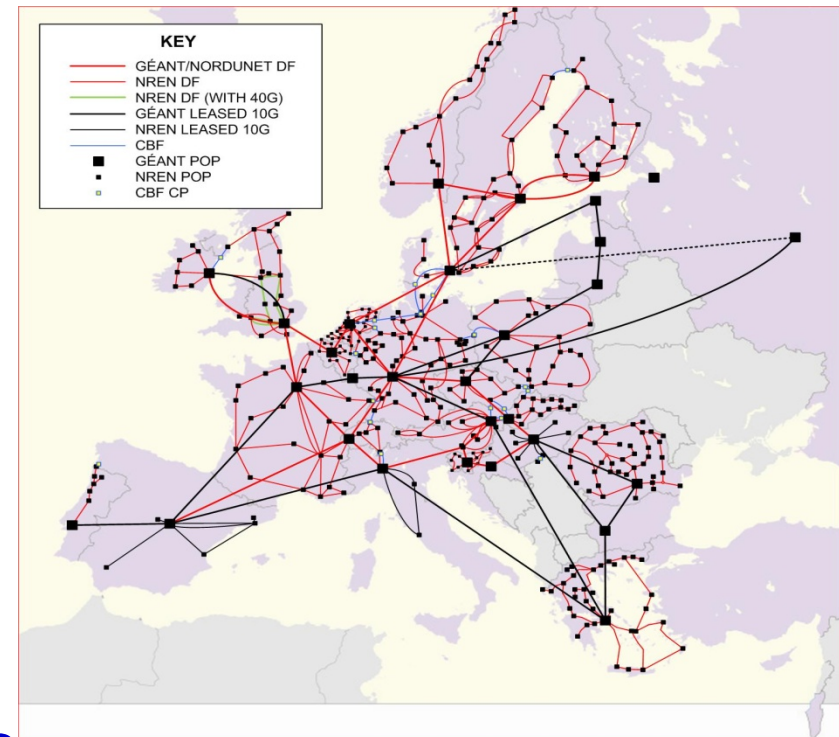 KEY
GÉANT/NORDUNET DF
NREN DF
NREN DF (WITH 40G)
GÉANT LEASED 10G
NREN LEASED 10G
CBF
GÉANT POP
NREN POP
CBF CP